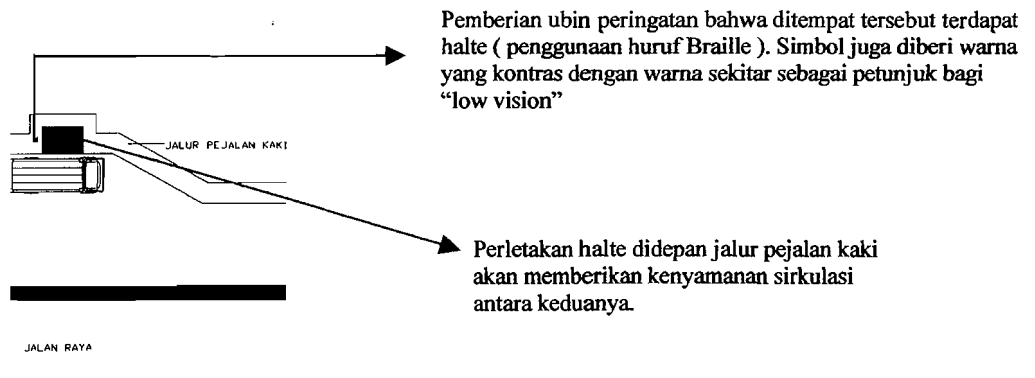 Pemberian ubin peringatan bahwa ditempat tersebut terdapat
halte ( penggunaan huruf Braille ). Simbol juga diberi warna
yang kontras dengan warna sekitar sebagai petunjuk bagi
“low vision”
JALUR PEJALAN KAKI
Perletakan halte didepan jalur pejalan kaki
akan memberikan kenyamanan sirkulasi
antara keduanya.
JALAN RAYA